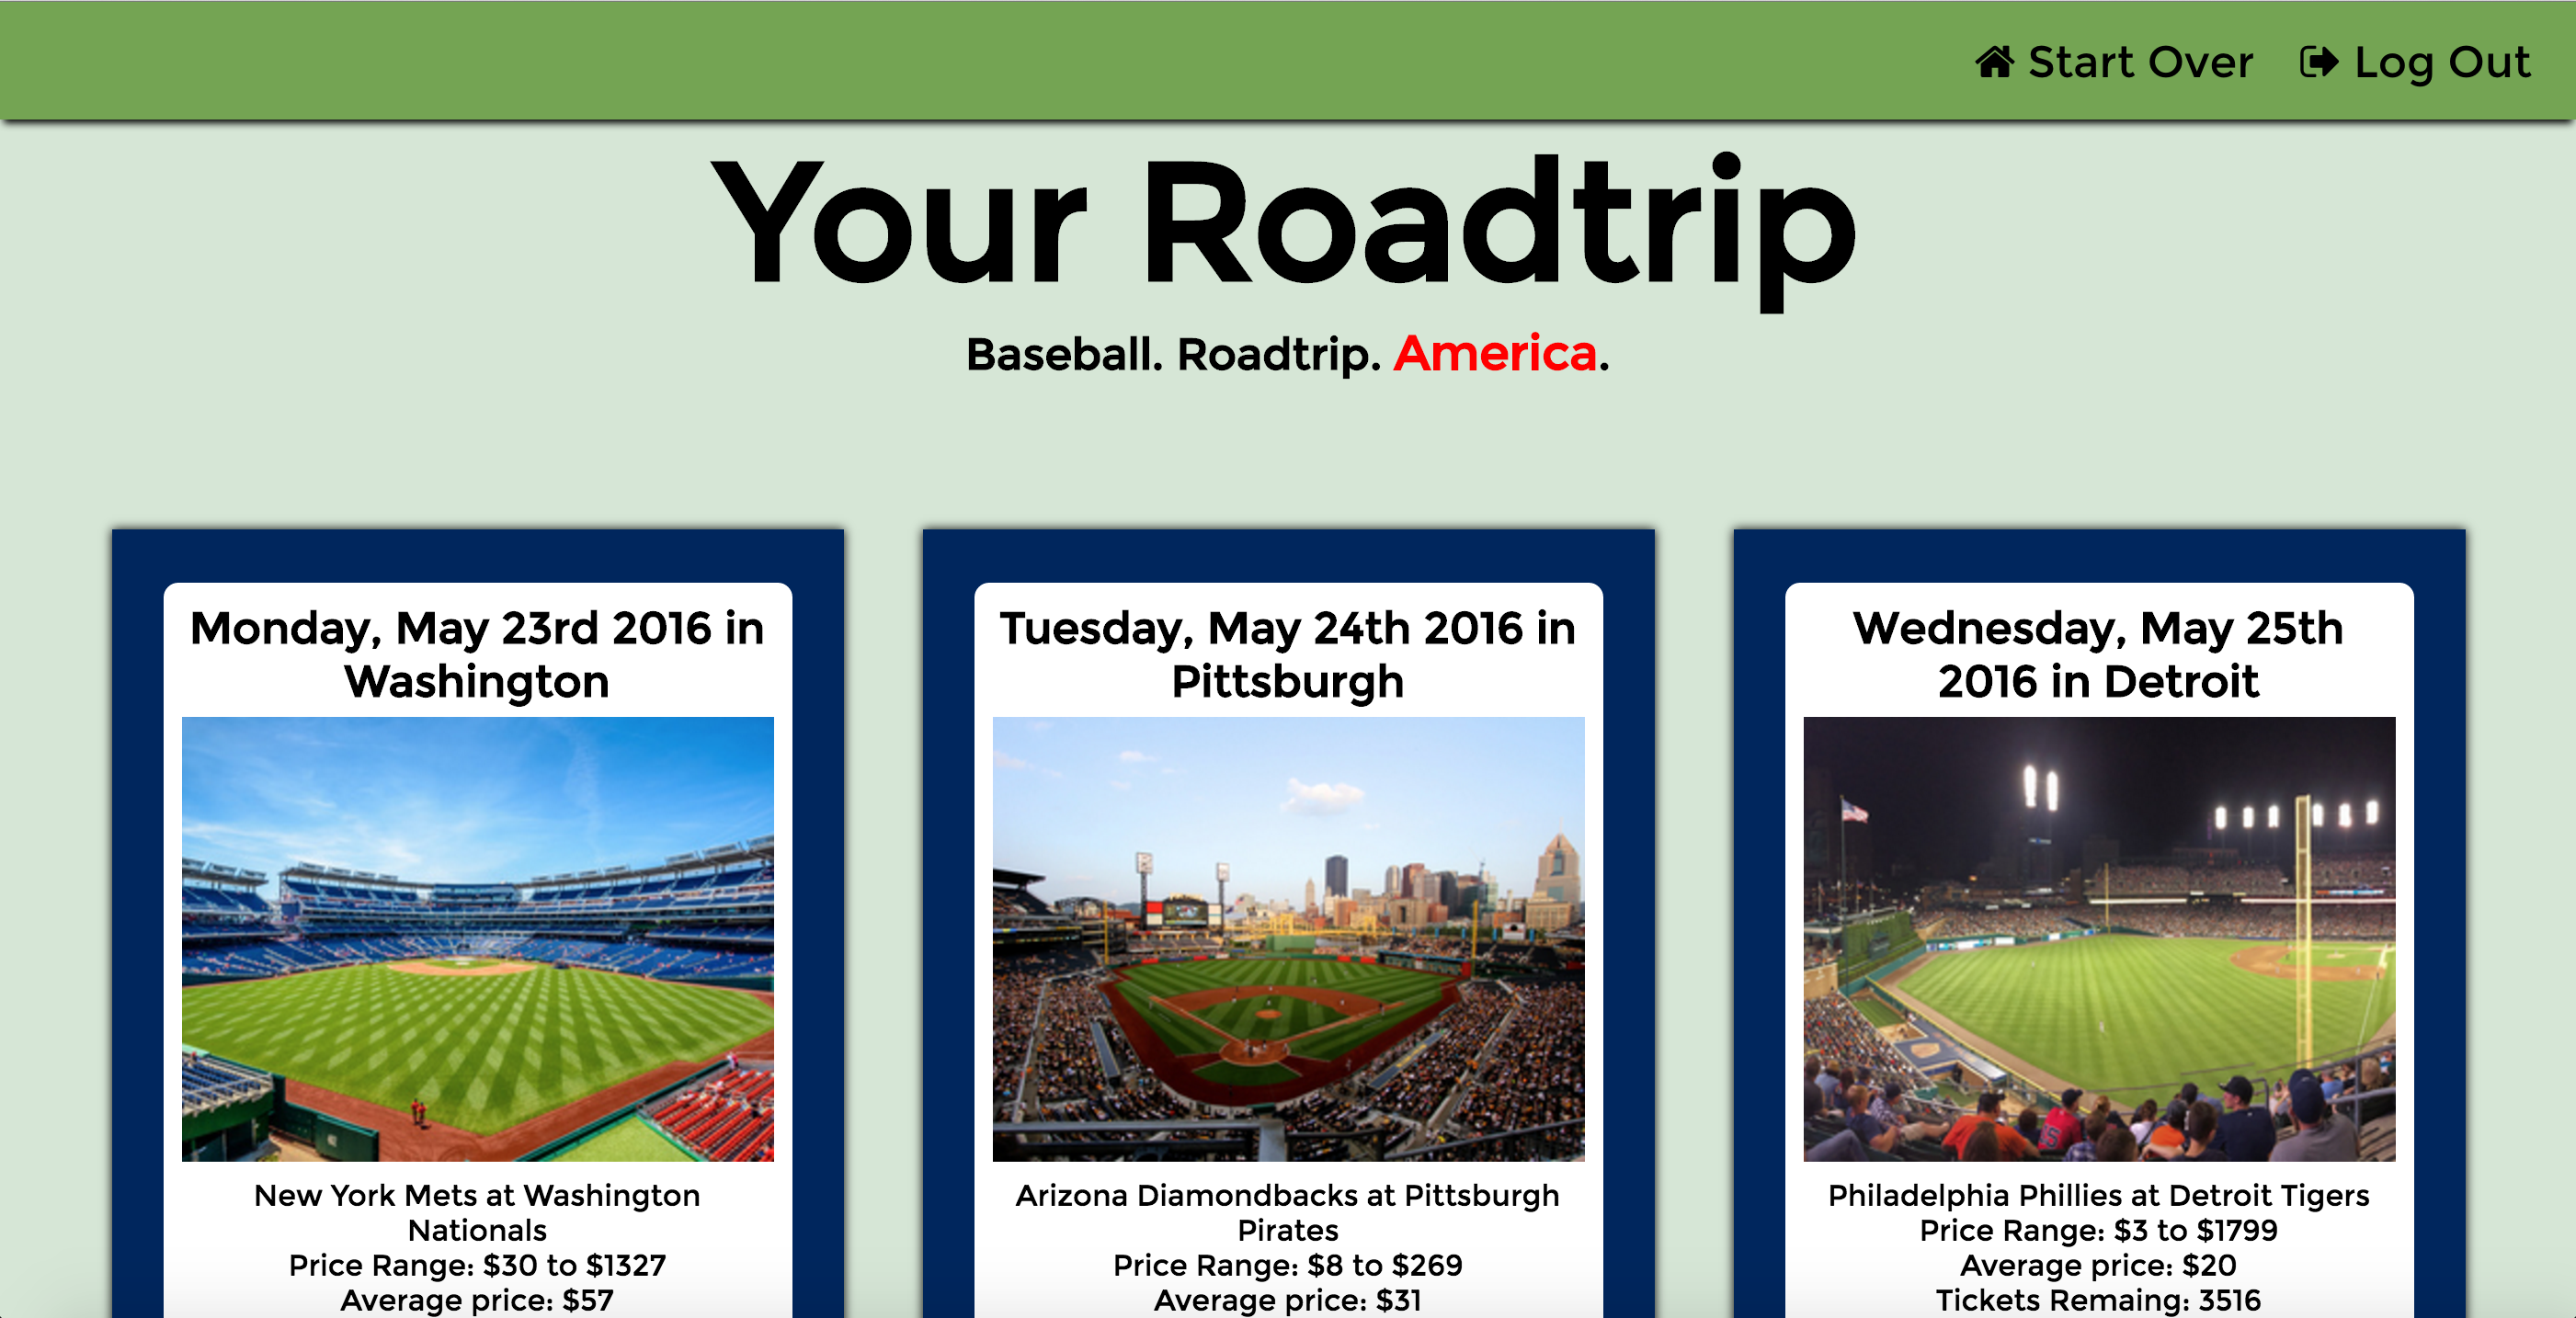 Start Over
Log Out
Your Roadtrip
Baseball. Roadtrip. America.
Monday, May 23rd 2016 in
Washington
New York Mets at Washington
Nationals
Price Range: $30 to $1327
Average price: $57
Tuesday, May 24th 2016 in
Pittsburgh
Arizona Diamondbacks at Pittsburgh
Pirates
Price Range: $8 to $269
Average price: $31
Wednesday, May 25th
2016 in Detroit
Philadelphia Phillies at Detroit Tigers
Price Range: $3 to $1799
Average price: $20
Tickets Remaing: 3516